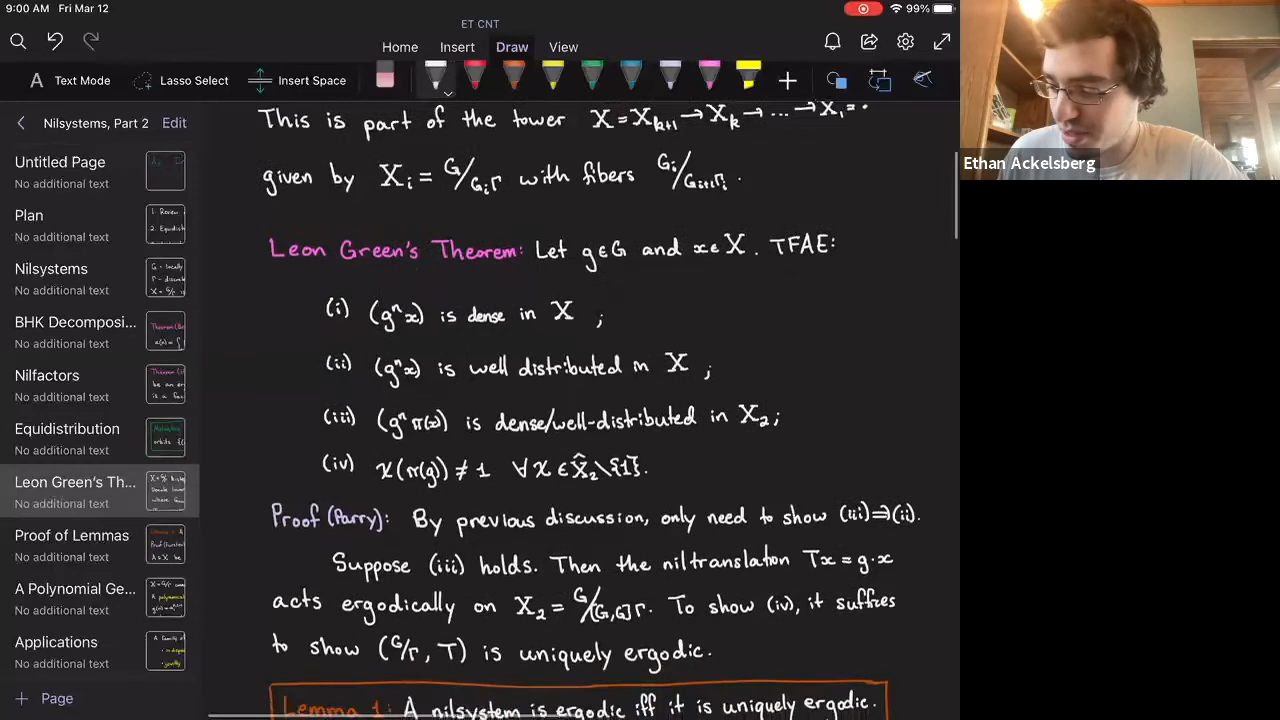 9:00 AM Fri Mar 12
99%
ET CNT
Home Insert Draw View
Text Mode Lasso Select Insert Space
Nilsystems, Part 2 Edit
Untitled Page
No additional text
Plan
No additional text
Nilsystems
No additional text
BHK Decomposi...
No additional text
Nilfactors
No additional text
Equidistribution
No additional text
Leon Green's Th...
No additional text
Proof of Lemmas
No additional text
A Polynomial Ge...
No additional text
Applications
No additional text
Page
This is part of the tower X = X_{k+1} → X_k → ... → X_1 = •
given by X_i = G/G_iΓ with fibers G_i/G_{i+1}Γ_i.
Leon Green's Theorem: Let g∈G and x∈X. TFAE:
(i) (g^n x) is dense in X ;
(ii) (g^n x) is well distributed in X ;
(iii) (g^n π(x)) is dense/well-distributed in X_2;
(iv) χ(π(g)) ≠ 1 ∀χ∈X̂_2\{1}.
Proof (Parry): By previous discussion, only need to show (iii)⇒(ii).
Suppose (iii) holds. Then the niltranslation Tx = g·x
acts ergodically on X_2 = G/[G,G]Γ. To show (iv), it suffices
to show (G/Γ, T) is uniquely ergodic.
Lemma 1: A nilsystem is ergodic iff it is uniquely ergodic.
Ethan Ackelsberg